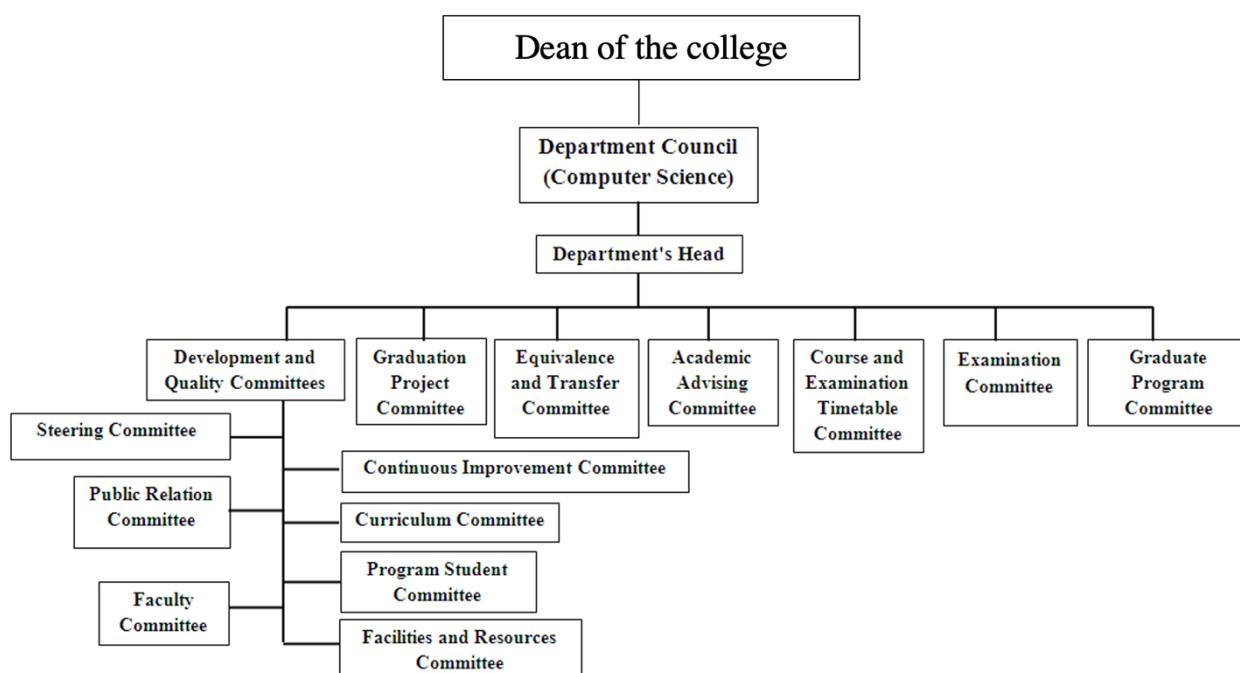 Dean of the college
Department Council
(Computer Science)
Department's Head
Development and
Quality Committees
Graduation
Project
Committee
Equivalence
and Transfer
Committee
Academic
Advising
Committee
Course and
Examination
Timetable
Committee
Examination
Committee
Graduate
Program
Committee
Steering Committee
Continuous Improvement Committee
Public Relation
Committee
Curriculum Committee
Program Student
Committee
Faculty
Committee
Facilities and Resources
Committee